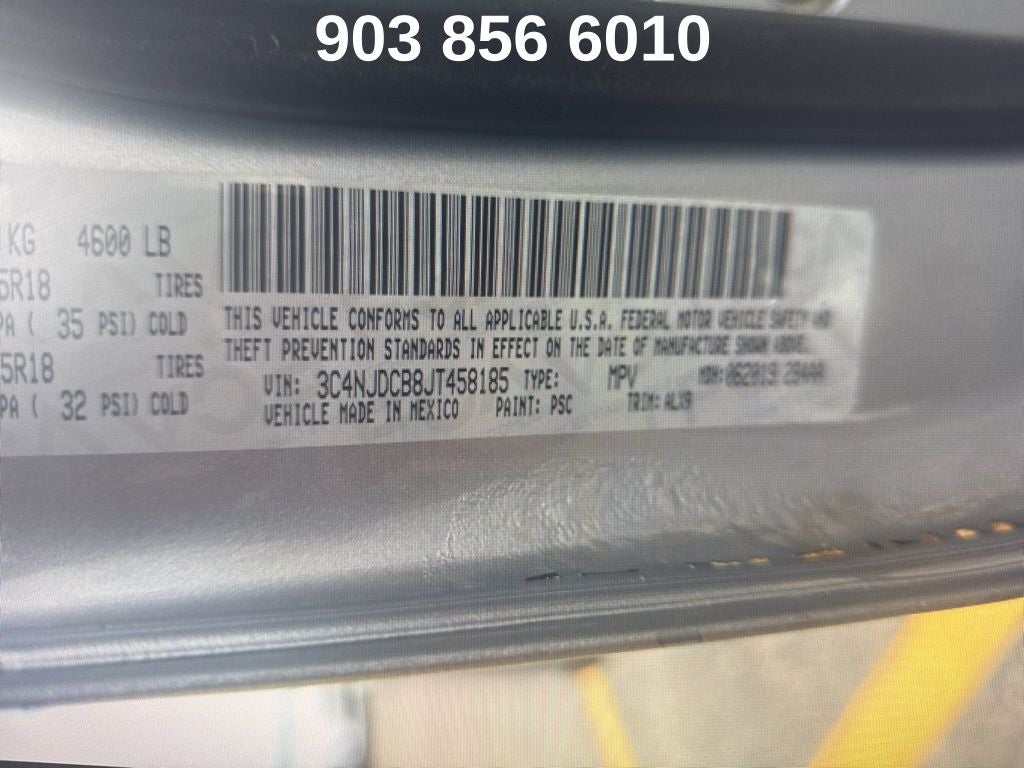 903 856 6010
KG 4600 LB
5R18 TIRES
PA ( 35 PSI) COLD
5R18 TIRES
PA ( 32 PSI) COLD
THIS VEHICLE CONFORMS TO ALL APPLICABLE U.S.A. FEDERAL MOTOR VEHICLE SAFETY AND
THEFT PREVENTION STANDARDS IN EFFECT ON THE DATE OF MANUFACTURE SHOWN ABOVE.
VIN: 3C4NJDCB8JT458185 TYPE: MPV
VEHICLE MADE IN MEXICO PAINT: PSC TRIM: